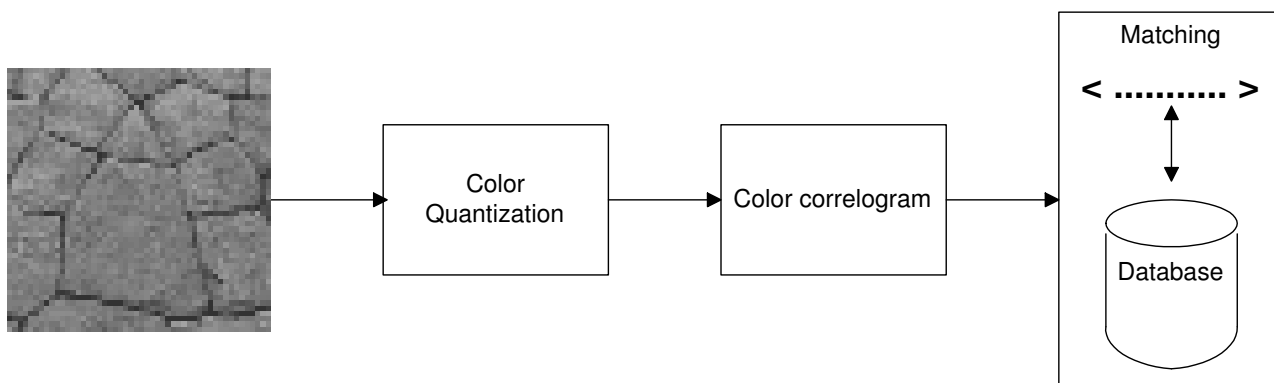 Matching
< ........... >
Color
Quantization
Color correlogram
Database